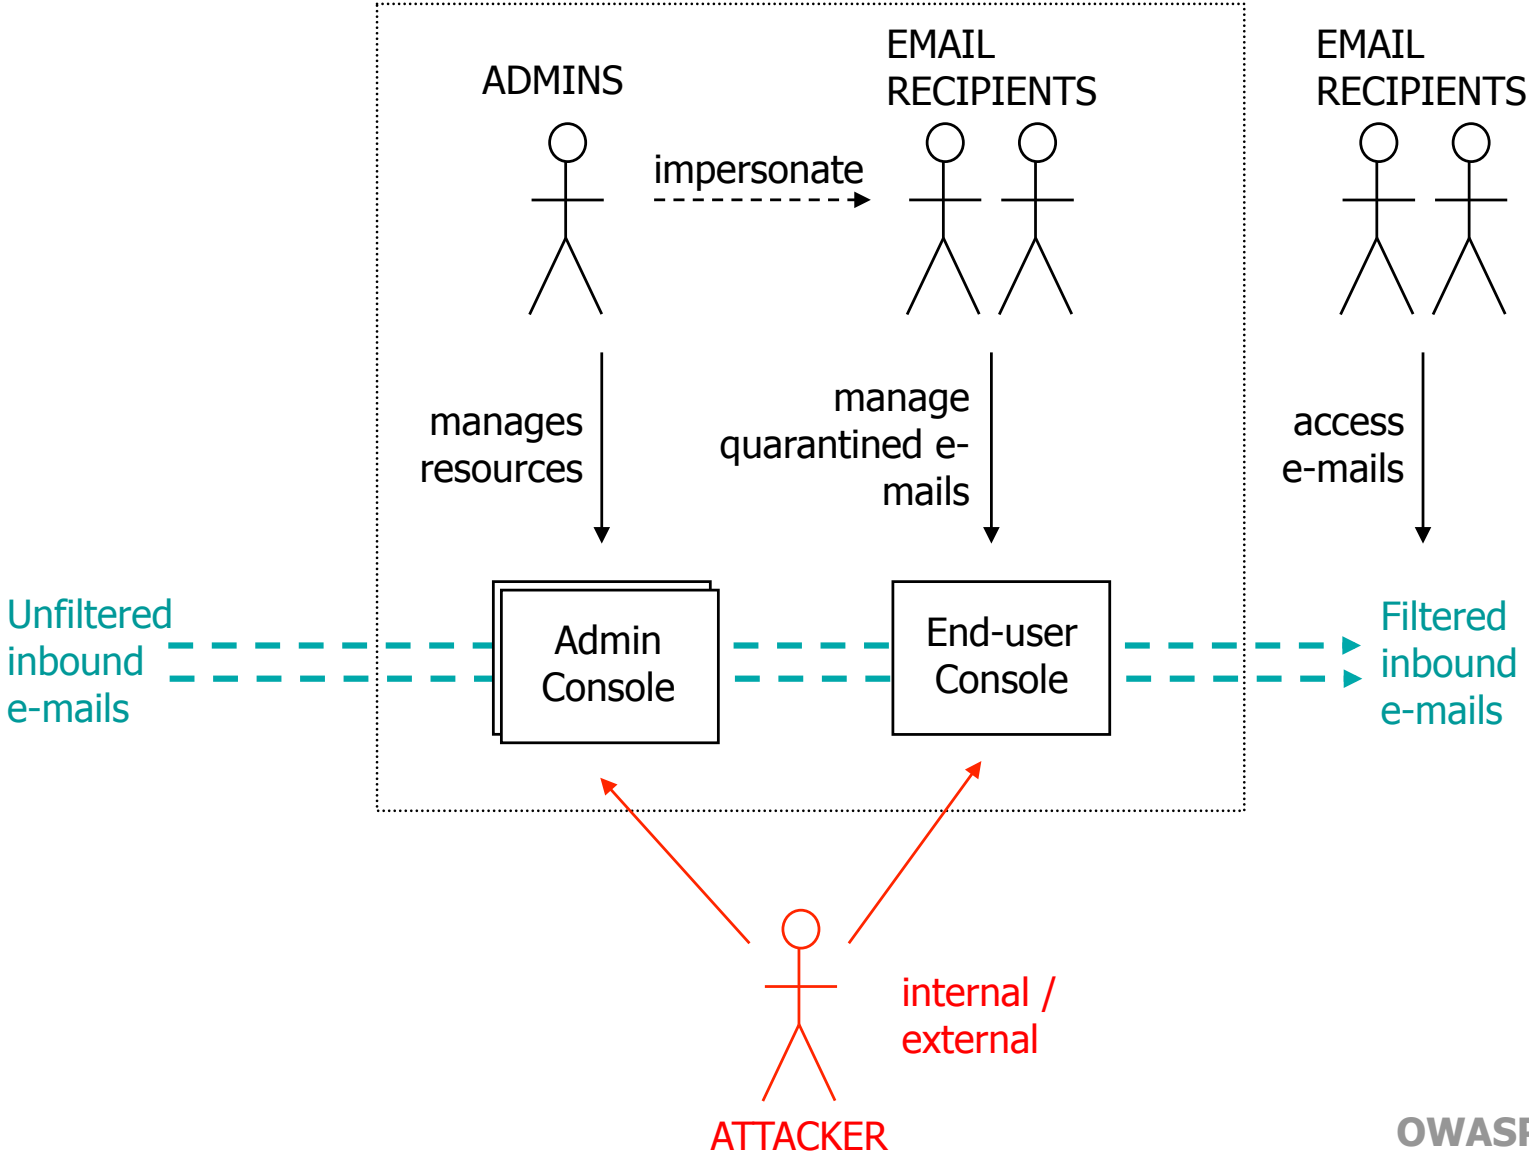 ADMINS
EMAIL
RECIPIENTS
EMAIL
RECIPIENTS
impersonate
manages
resources
manage
quarantined e-
mails
access
e-mails
Unfiltered
inbound
e-mails
Admin
Console
End-user
Console
Filtered
inbound
e-mails
internal /
external
ATTACKER
OWASP